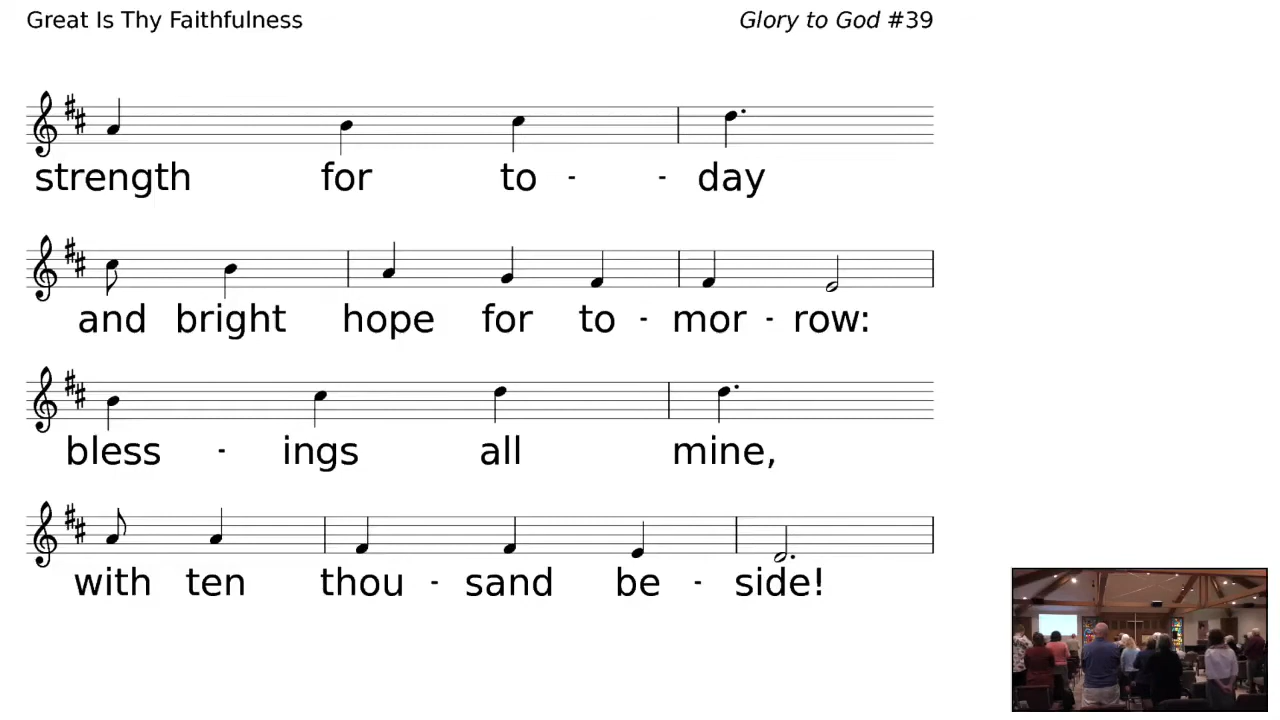 Great Is Thy Faithfulness
Glory to God #39
strength for to - - day
and bright hope for to - mor - row:
bless - ings all mine,
with ten thou - sand be - side!